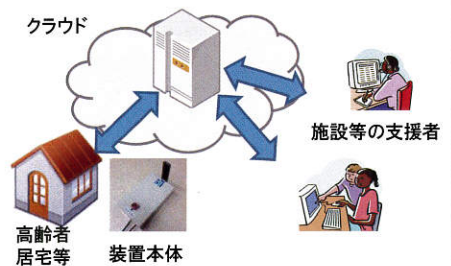 クラウド
施設等の支援者
高齢者
居宅等
装置本体